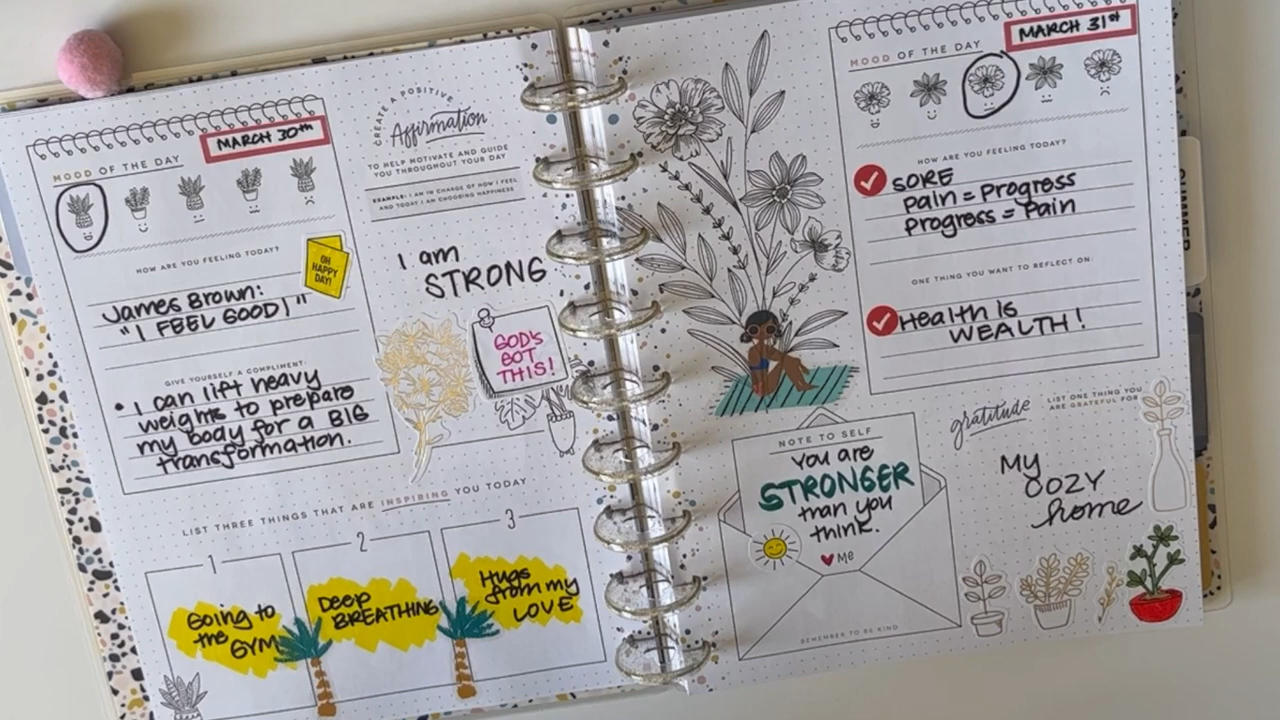 MARCH 30th
MOOD OF THE DAY
HOW ARE YOU FEELING TODAY?
OH
HAPPY
DAY!
James Brown:
"I FEEL GOOD!"
GIVE YOURSELF A COMPLIMENT:
• I can lift heavy
weights to prepare
my body for a BIG
transformation.
CREATE A POSITIVE
Affirmation
TO HELP MOTIVATE AND GUIDE
YOU THROUGHOUT YOUR DAY
EXAMPLE: I AM IN CHARGE OF HOW I FEEL
AND TODAY I AM CHOOSING HAPPINESS
I am
STRONG
GOD'S
GOT
THIS!
LIST THREE THINGS THAT ARE INSPIRING YOU TODAY
1
2
3
Going to
the GYM
Deep
BREATHING
Hugs
from my
LOVE
MARCH 31st
MOOD OF THE DAY
HOW ARE YOU FEELING TODAY?
SORE
Pain = Progress
Progress = Pain
ONE THING YOU WANT TO REFLECT ON:
Health is
WEALTH!
NOTE TO SELF
You are
STRONGER
than you
think.
Me
REMEMBER TO BE KIND
gratitude
LIST ONE THING YOU
ARE GRATEFUL FOR
My
COZY
home